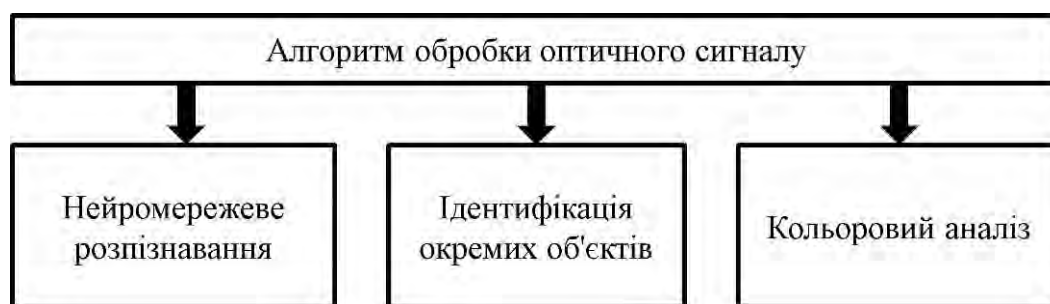 Алгоритм обробки оптичного сигналу
Нейромережеве
розпізнавання
Ідентифікація
окремих об'єктів
Кольоровий аналіз